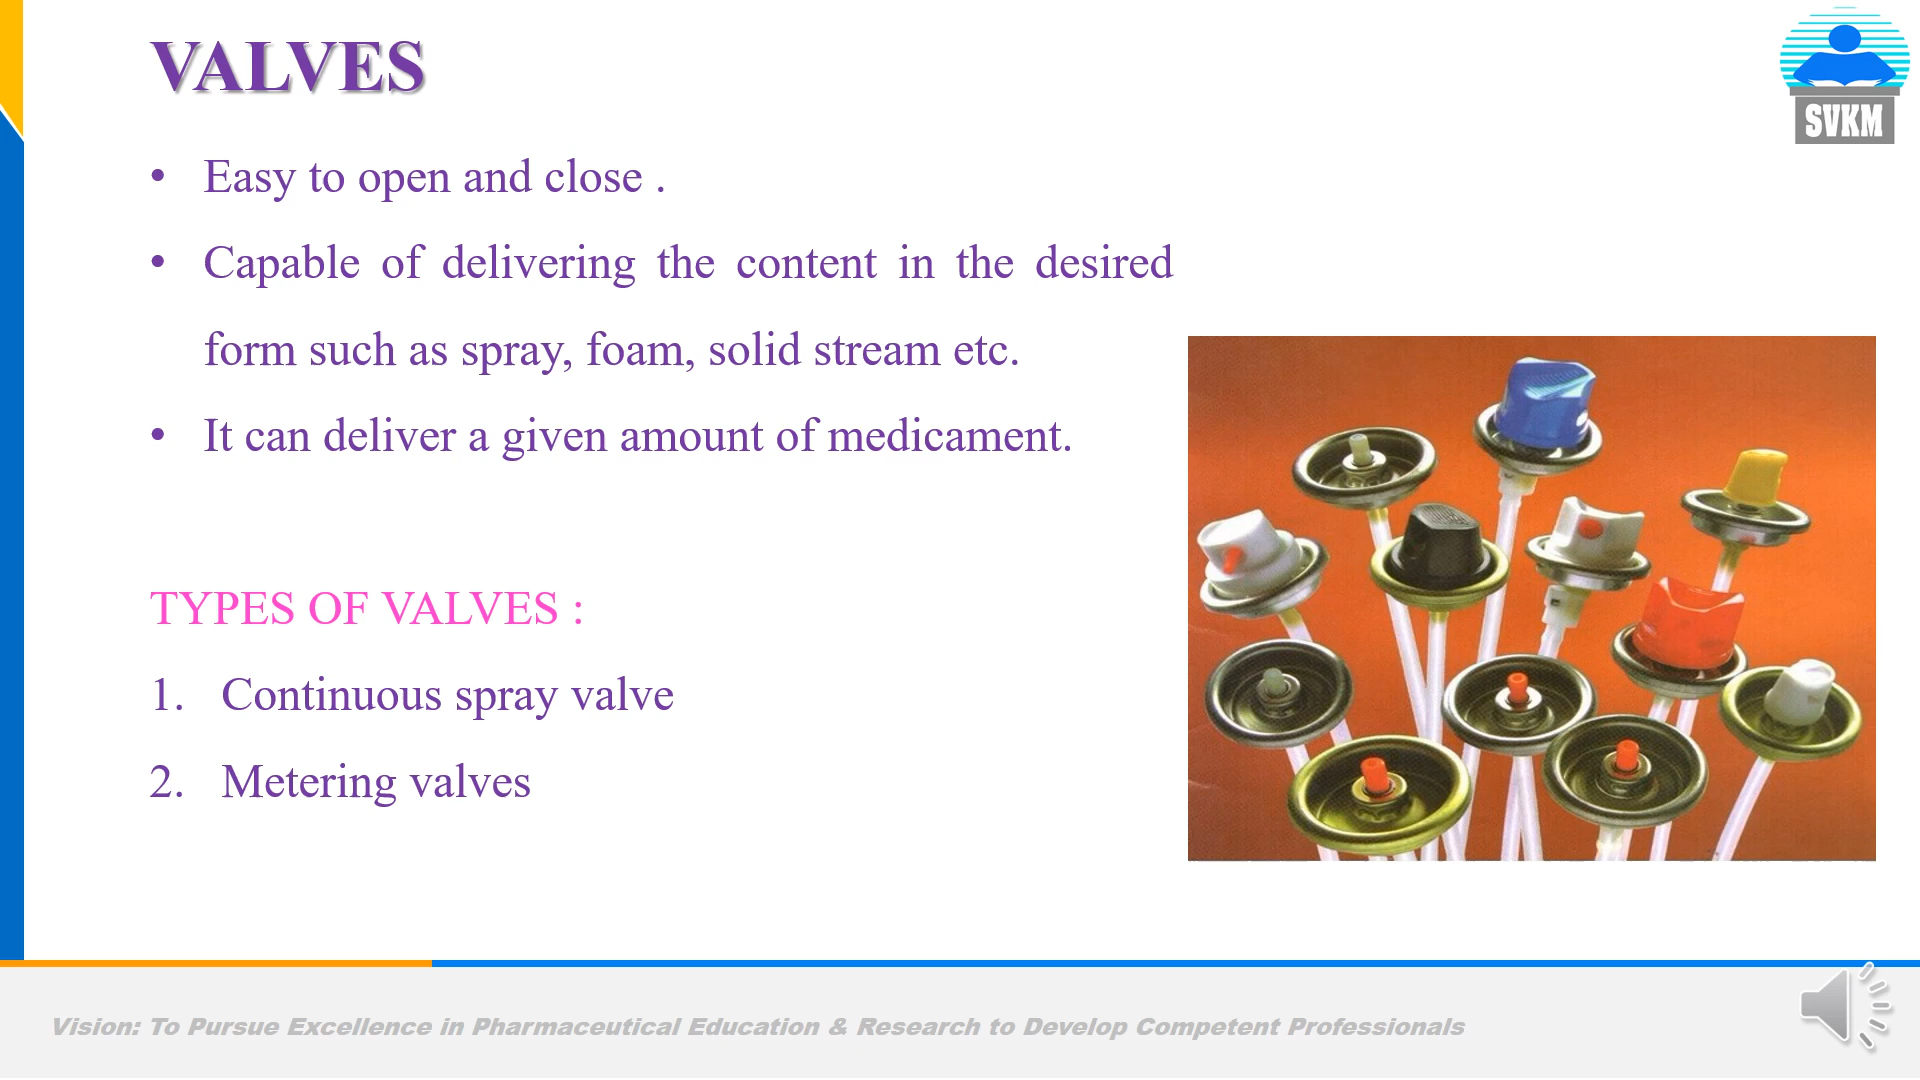 VALVES
SVKM
• Easy to open and close .
• Capable of delivering the content in the desired
form such as spray, foam, solid stream etc.
• It can deliver a given amount of medicament.
TYPES OF VALVES :
1. Continuous spray valve
2. Metering valves
Vision: To Pursue Excellence in Pharmaceutical Education & Research to Develop Competent Professionals